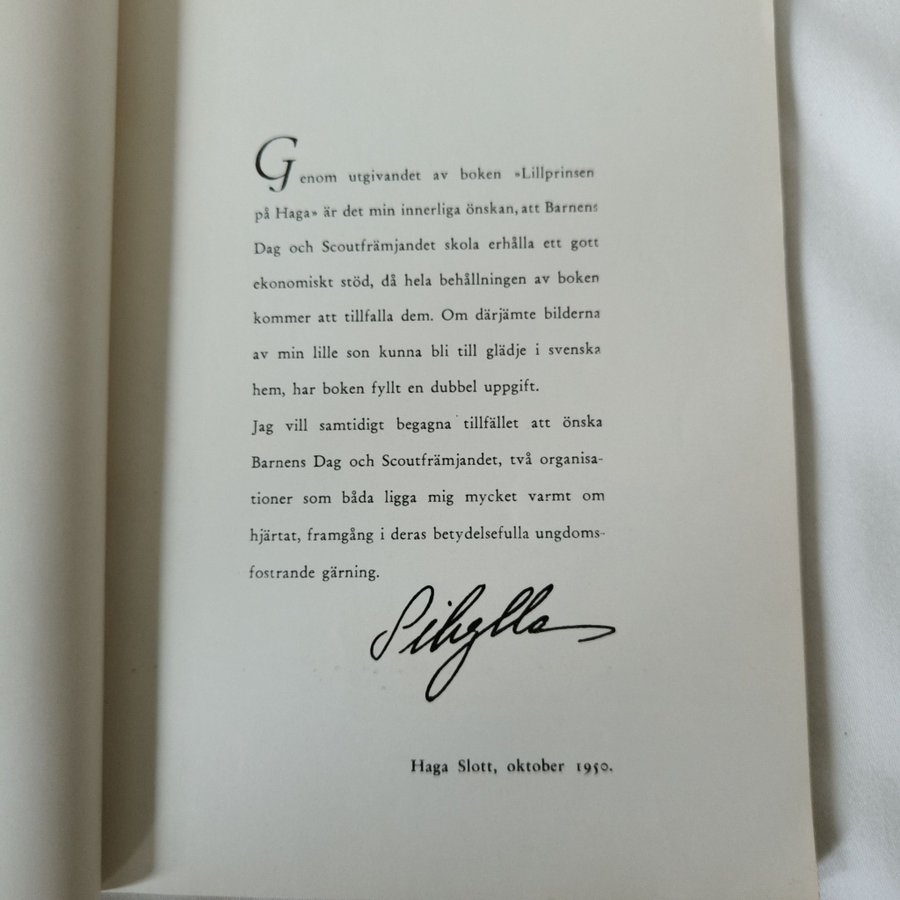 Genom utgivandet av boken »Lillprinsen
på Haga» är det min innerliga önskan, att Barnens
Dag och Scoutfrämjandet skola erhålla ett gott
ekonomiskt stöd, då hela behållningen av boken
kommer att tillfalla dem. Om därjämte bilderna
av min lille son kunna bli till glädje i svenska
hem, har boken fyllt en dubbel uppgift.
Jag vill samtidigt begagna tillfället att önska
Barnens Dag och Scoutfrämjandet, två organisa-
tioner som båda ligga mig mycket varmt om
hjärtat, framgång i deras betydelsefulla ungdoms-
fostrande gärning.
Sibylla
Haga Slott, oktober 1950.